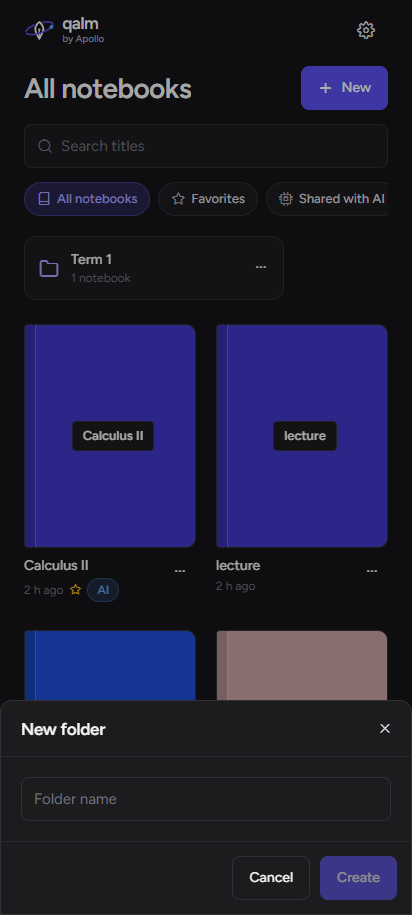 qalm
by Apollo
All notebooks
+ New
Search titles
All notebooks
Favorites
Shared with AI
Term 1
1 notebook
...
Calculus II
lecture
Calculus II
...
2 h ago
AI
lecture
...
2 h ago
New folder
Folder name
Cancel
Create